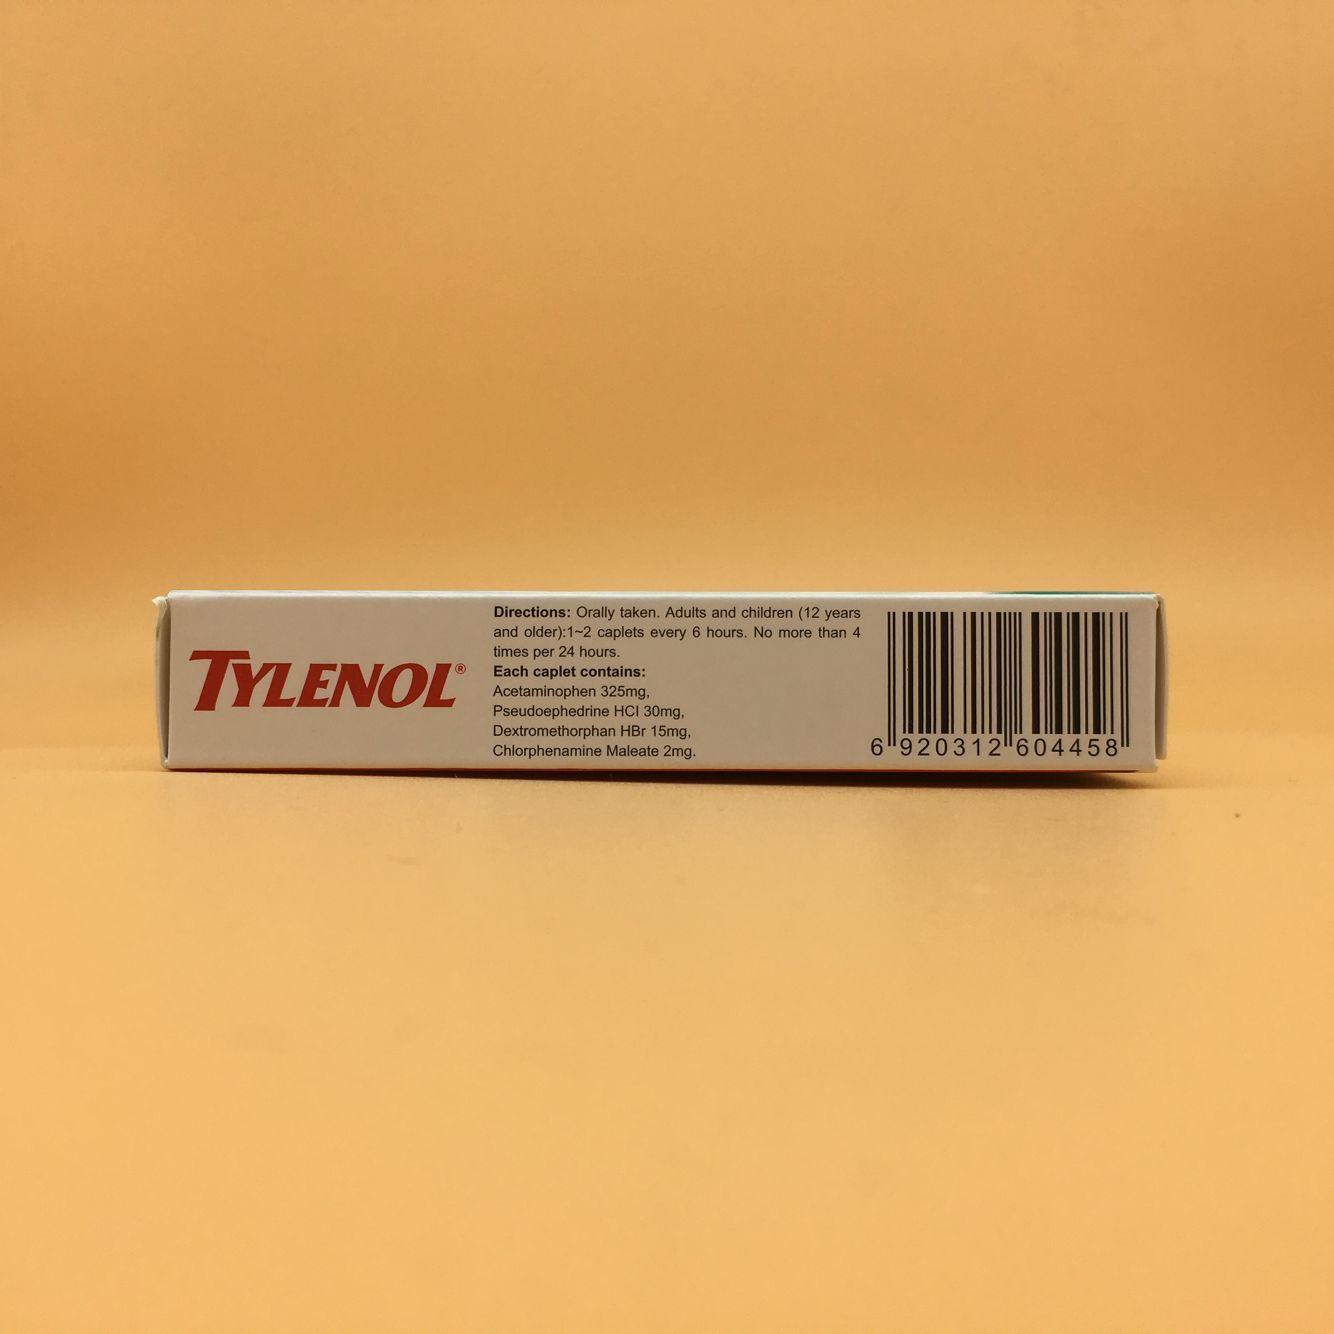 TYLENOL®
Directions: Orally taken. Adults and children (12 years
and older):1~2 caplets every 6 hours. No more than 4
times per 24 hours.
Each caplet contains:
Acetaminophen 325mg,
Pseudoephedrine HCl 30mg,
Dextromethorphan HBr 15mg,
Chlorphenamine Maleate 2mg.
6 920312 604458